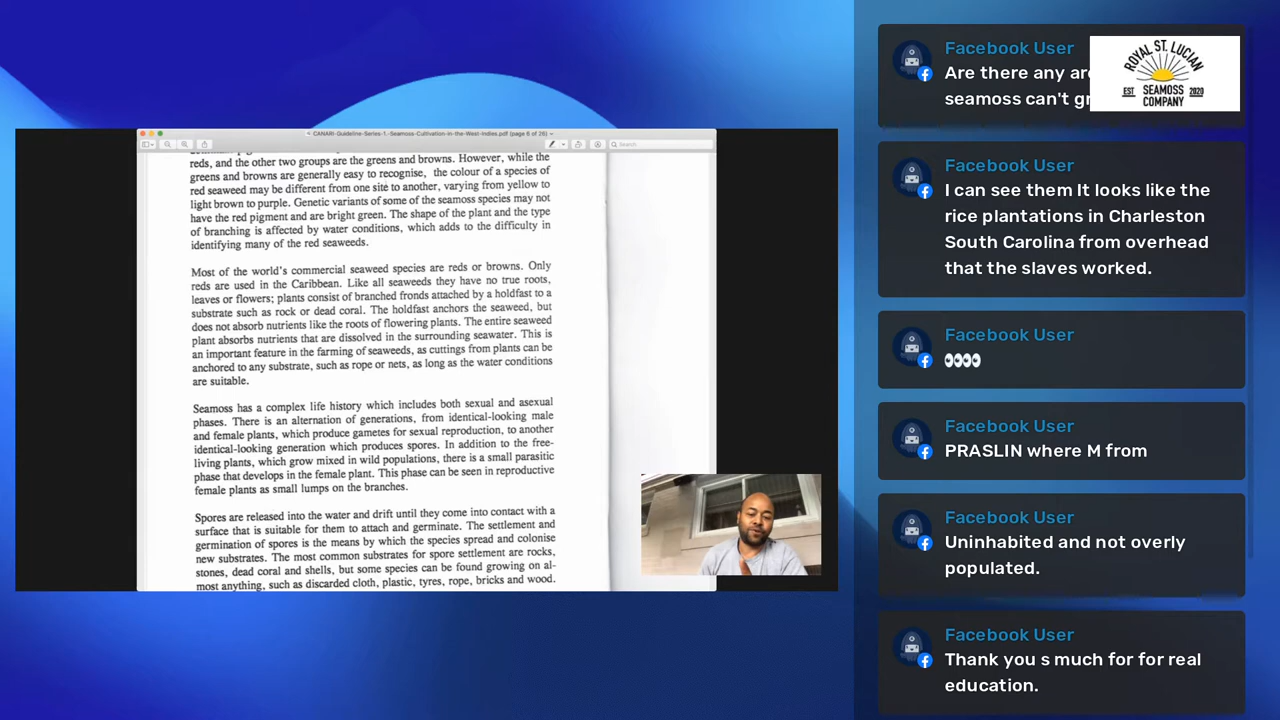 CANARI-Guideline-Series-1.-Seamoss-Cultivation-in-the-West-Indies.pdf (page 6 of 26)
Search
reds, and the other two groups are the greens and browns. However, while the
greens and browns are generally easy to recognise, the colour of a species of
red seaweed may be different from one site to another, varying from yellow to
light brown to purple. Genetic variants of some of the seamoss species may not
have the red pigment and are bright green. The shape of the plant and the type
of branching is affected by water conditions, which adds to the difficulty in
identifying many of the red seaweeds.
Most of the world's commercial seaweed species are reds or browns. Only
reds are used in the Caribbean. Like all seaweeds they have no true roots,
leaves or flowers; plants consist of branched fronds attached by a holdfast to a
substrate such as rock or dead coral. The holdfast anchors the seaweed, but
does not absorb nutrients like the roots of flowering plants. The entire seaweed
plant absorbs nutrients that are dissolved in the surrounding seawater. This is
an important feature in the farming of seaweeds, as cuttings from plants can be
anchored to any substrate, such as rope or nets, as long as the water conditions
are suitable.
Seamoss has a complex life history which includes both sexual and asexual
phases. There is an alternation of generations, from identical-looking male
and female plants, which produce gametes for sexual reproduction, to another
identical-looking generation which produces spores. In addition to the free-
living plants, which grow mixed in wild populations, there is a small parasitic
phase that develops in the female plant. This phase can be seen in reproductive
female plants as small lumps on the branches.
Spores are released into the water and drift until they come into contact with a
surface that is suitable for them to attach and germinate. The settlement and
germination of spores is the means by which the species spread and colonise
new substrates. The most common substrates for spore settlement are rocks,
stones, dead coral and shells, but some species can be found growing on al-
most anything, such as discarded cloth, plastic, tyres, rope, bricks and wood.
Facebook User
Are there any
seamoss can't
ROYAL ST. LUCIAN
EST SEAMOSS 2020
COMPANY
Facebook User
I can see them It looks like the
rice plantations in Charleston
South Carolina from overhead
that the slaves worked.
Facebook User
👀👀
Facebook User
PRASLIN where M from
Facebook User
Uninhabited and not overly
populated.
Facebook User
Thank you s much for for real
education.